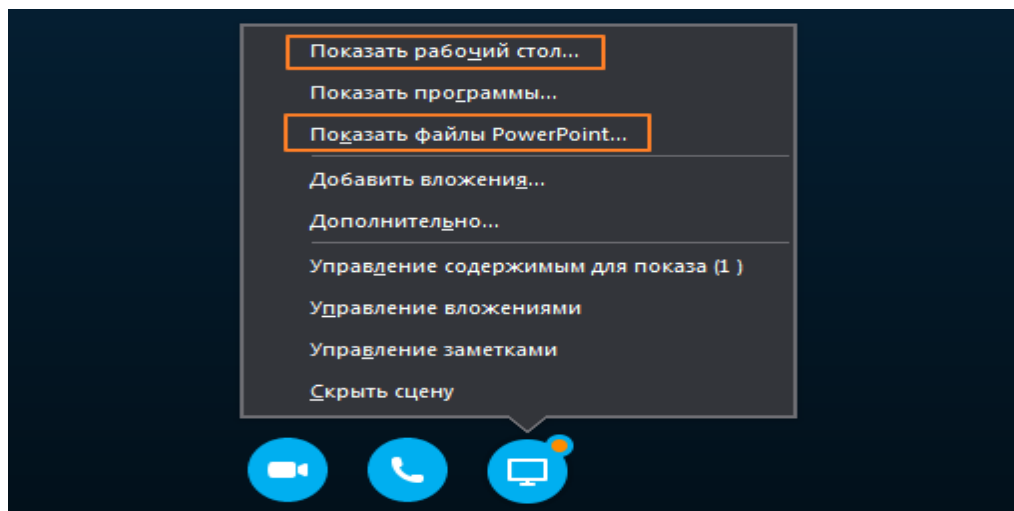 Показать рабочий стол...
Показать программы...
Показать файлы PowerPoint...
Добавить вложения...
Дополнительно...
Управление содержимым для показа (1 )
Управление вложениями
Управление заметками
Скрыть сцену